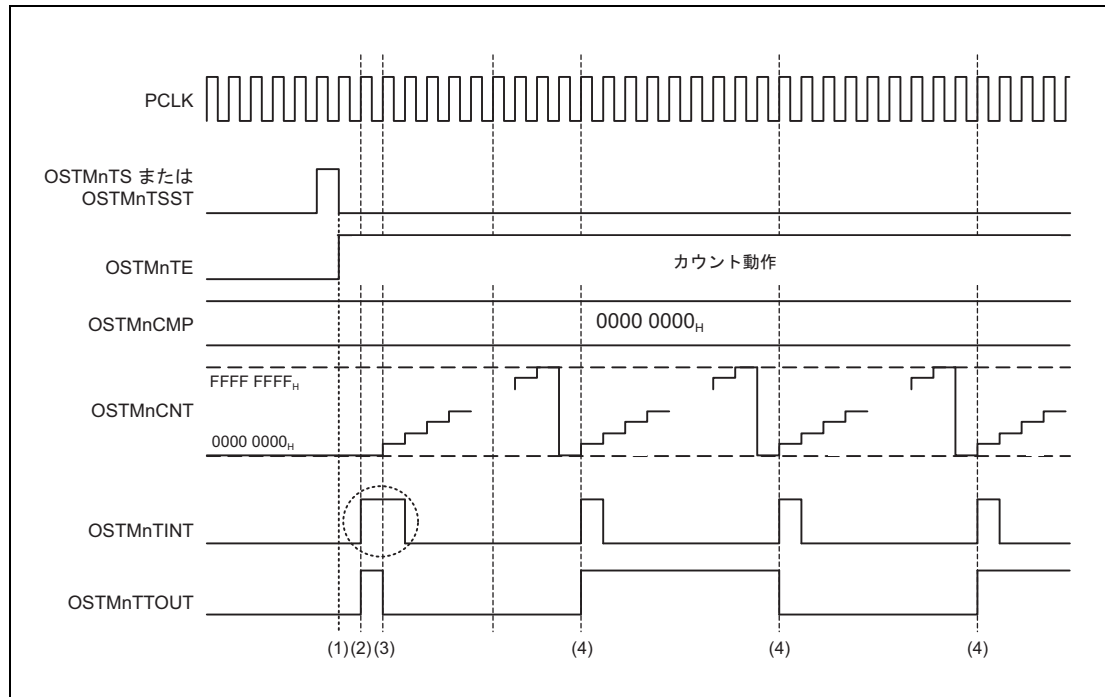 PCLK
OSTMnTS または
OSTMnTSST
OSTMnTE
カウント動作
OSTMnCMP
0000 0000H
FFFF FFFFH
OSTMnCNT
0000 0000H
OSTMnTINT
OSTMnTTOUT
(1) (2) (3) (4) (4) (4)